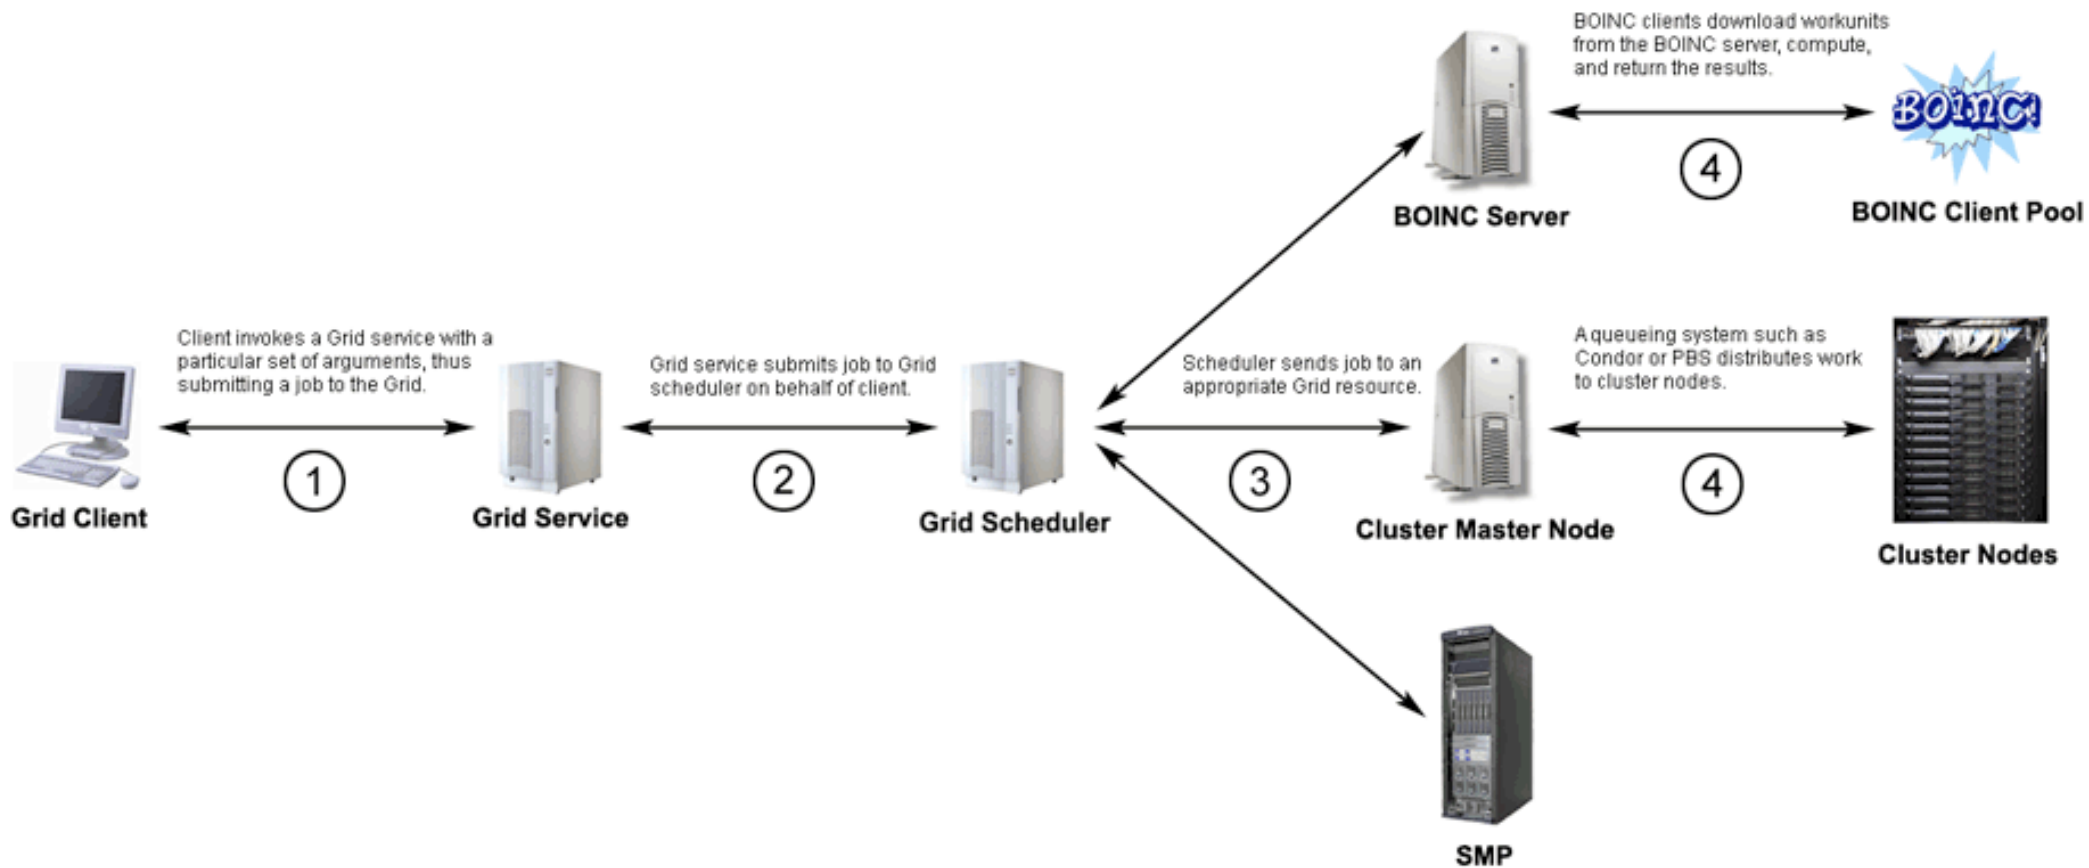 BOINC clients download workunits
from the BOINC server, compute,
and return the results.
BOINC!
4
BOINC Server
BOINC Client Pool
Client invokes a Grid service with a
particular set of arguments, thus
submitting a job to the Grid.
Grid service submits job to Grid
scheduler on behalf of client.
Scheduler sends job to an
appropriate Grid resource.
A queueing system such as
Condor or PBS distributes work
to cluster nodes.
1
2
3
4
Grid Client
Grid Service
Grid Scheduler
Cluster Master Node
Cluster Nodes
SMP